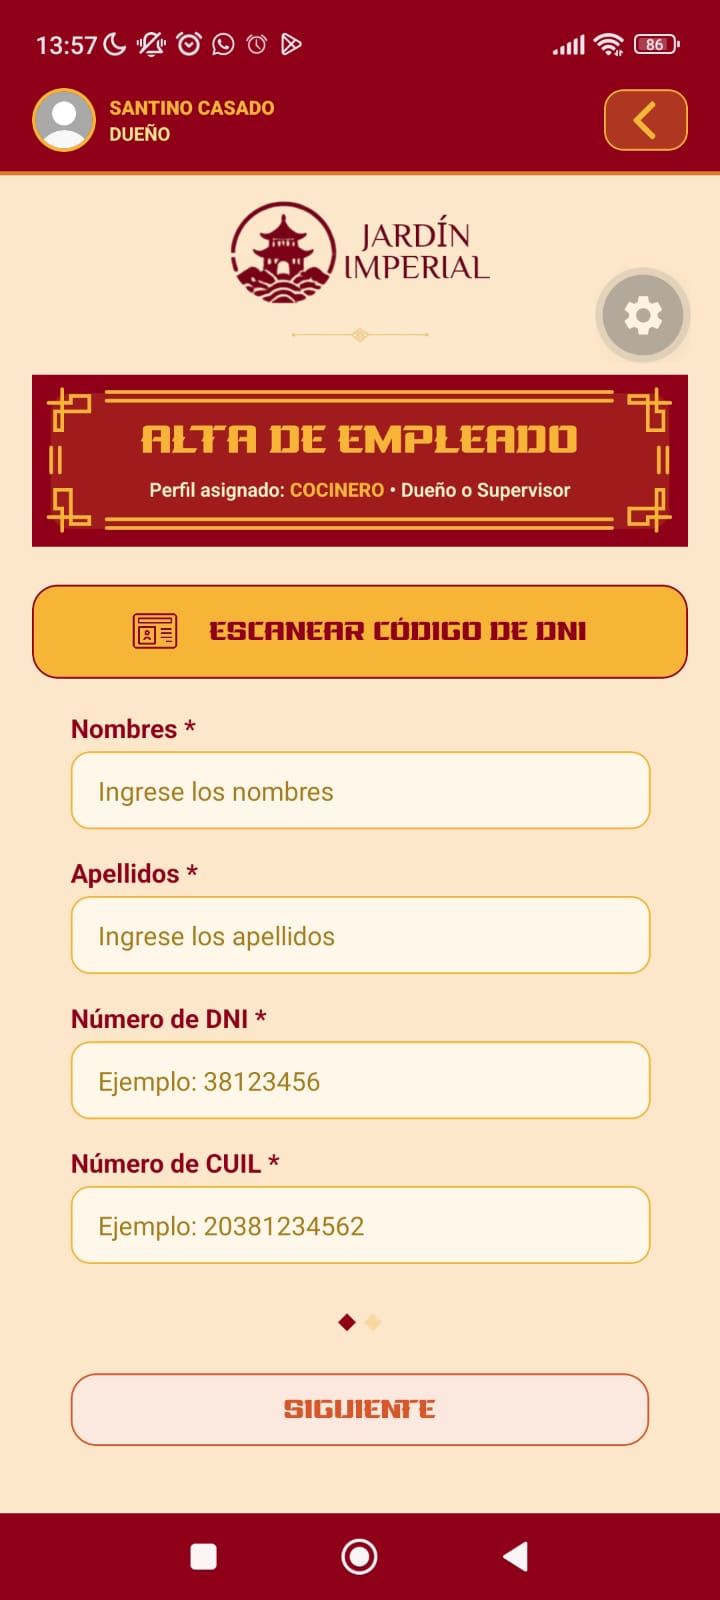 13:57
86
SANTINO CASADO
DUEÑO
JARDÍN
IMPERIAL
ALTA DE EMPLEADO
Perfil asignado: COCINERO • Dueño o Supervisor
ESCANEAR CÓDIGO DE DNI
Nombres *
Ingrese los nombres
Apellidos *
Ingrese los apellidos
Número de DNI *
Ejemplo: 38123456
Número de CUIL *
Ejemplo: 20381234562
SIGUIENTE